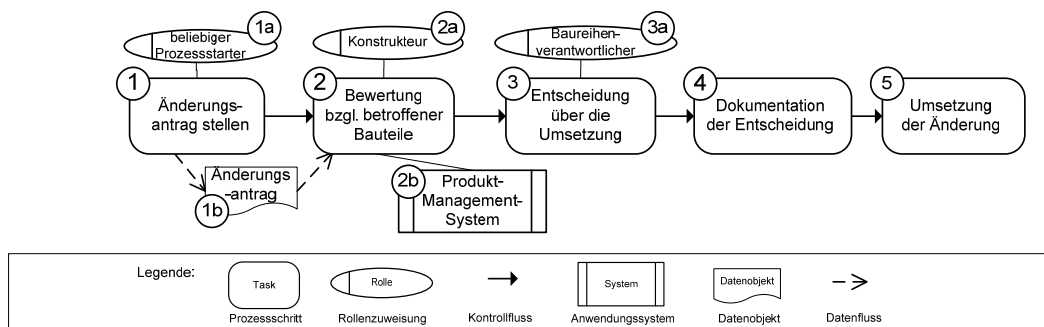 beliebiger
Prozessstarter
1a
Konstrukteur
2a
Baureihen-
verantwortlicher
3a
1
Änderungs-
antrag stellen
2
Bewertung
bzgl. betroffener
Bauteile
3
Entscheidung
über die
Umsetzung
4
Dokumentation
der Entscheidung
5
Umsetzung
der Änderung
Änderungs
-antrag
1b
2b
Produkt-
Management-
System
Legende:
Task
Rolle
System
Datenobjekt
Prozessschritt
Rollenzuweisung
Kontrollfluss
Anwendungssystem
Datenobjekt
Datenfluss